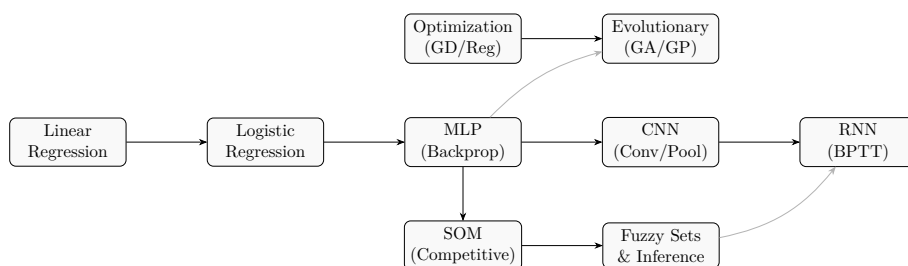 Optimization
(GD/Reg)
Evolutionary
(GA/GP)
Linear
Regression
Logistic
Regression
MLP
(Backprop)
CNN
(Conv/Pool)
RNN
(BPTT)
SOM
(Competitive)
Fuzzy Sets
& Inference